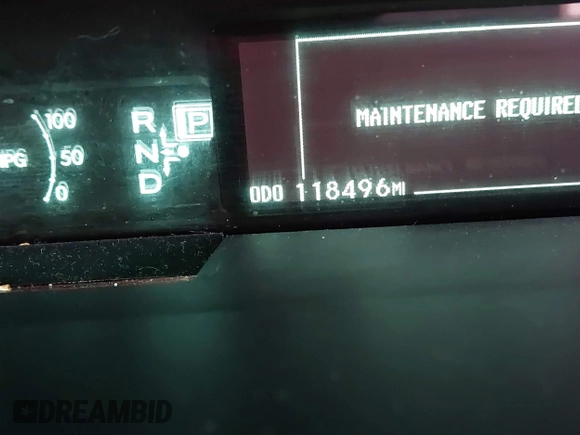 100
MPG 50
0
R P
N
D
MAINTENANCE REQUIRED
ODO 118496MI
DREAMBID